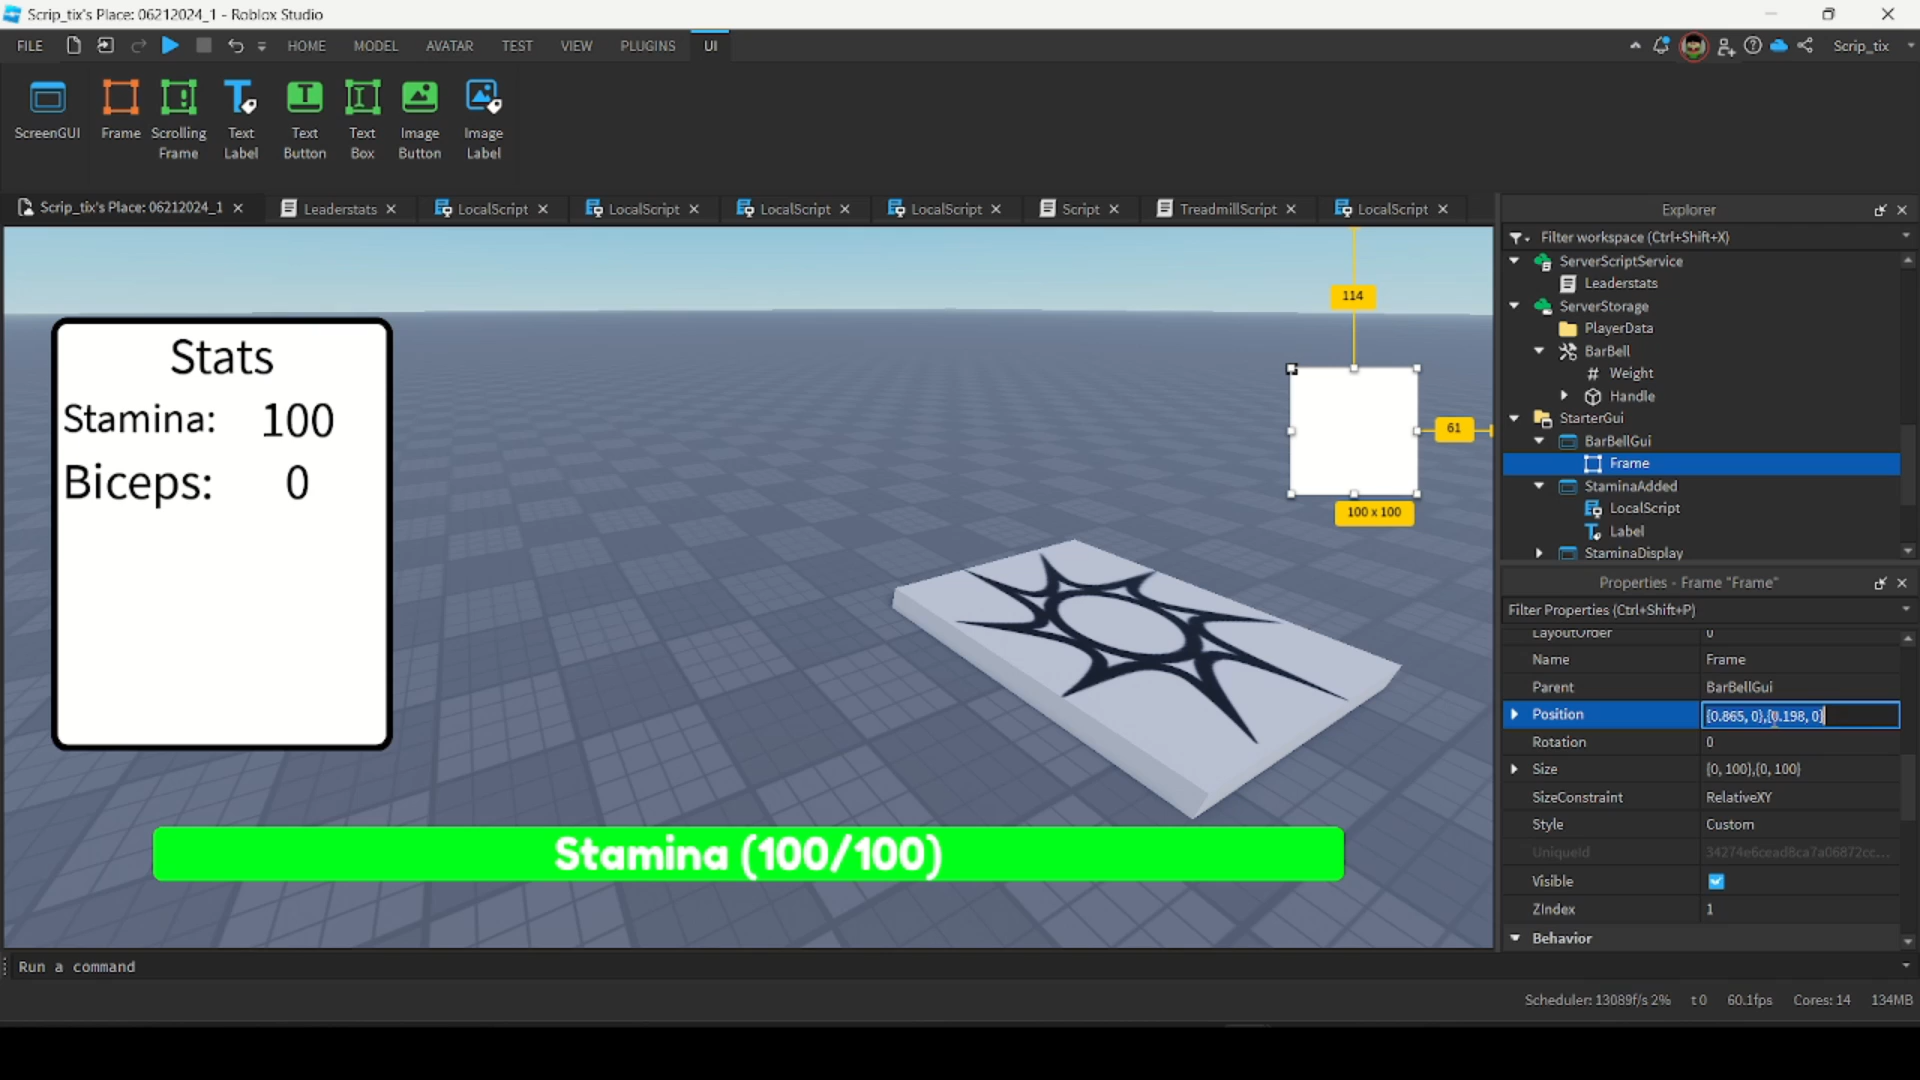 Scrip_tix's Place: 06212024_1 - Roblox Studio
FILE
HOME
MODEL
AVATAR
TEST
VIEW
PLUGINS
UI
Scrip_tix
ScreenGUI
Frame
Scrolling
Frame
Text
Label
Text
Button
Text
Box
Image
Button
Image
Label
Scrip_tix's Place: 06212024_1
Leaderstats
LocalScript
LocalScript
LocalScript
LocalScript
Script
TreadmillScript
LocalScript
Stats
Stamina: 100
Biceps: 0
114
61
100 x 100
Stamina (100/100)
Explorer
Filter workspace (Ctrl+Shift+X)
ServerScriptService
Leaderstats
ServerStorage
PlayerData
BarBell
Weight
Handle
StarterGui
BarBellGui
Frame
StaminaAdded
LocalScript
Label
StaminaDisplay
Properties - Frame "Frame"
Filter Properties (Ctrl+Shift+P)
LayoutOrder 0
Name Frame
Parent BarBellGui
Position {0.865, 0},{0.198, 0}
Rotation 0
Size {0, 100},{0, 100}
SizeConstraint RelativeXY
Style Custom
UniqueId 34274e6cead8ca7a06872cc...
Visible
ZIndex 1
Behavior
Run a command
Scheduler: 13089f/s 2% t 0 60.1fps Cores: 14 134MB